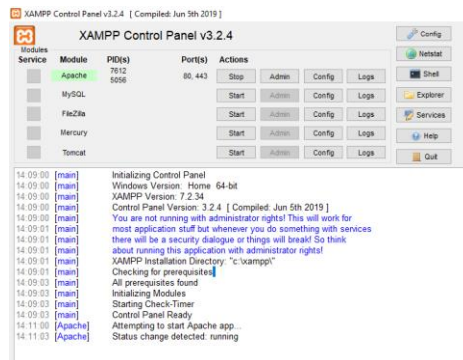 XAMPP Control Panel v3.2.4 [ Compiled: Jun 5th 2019 ]
XAMPP Control Panel v3.2.4
Config
Netstat
Shell
Explorer
Services
Help
Quit
Modules
Service Module PID(s) Port(s) Actions
Apache 7612 5056 80, 443 Stop Admin Config Logs
MySQL Start Admin Config Logs
FileZilla Start Admin Config Logs
Mercury Start Admin Config Logs
Tomcat Start Admin Config Logs
14:09:00 [main] Initializing Control Panel
14:09:00 [main] Windows Version: Home 64-bit
14:09:00 [main] XAMPP Version: 7.2.34
14:09:00 [main] Control Panel Version: 3.2.4 [ Compiled: Jun 5th 2019 ]
14:09:00 [main] You are not running with administrator rights! This will work for
14:09:00 [main] most application stuff but whenever you do something with services
14:09:00 [main] there will be a security dialogue or things will break! So think
14:09:01 [main] about running this application with administrator rights!
14:09:01 [main] XAMPP Installation Directory: "c:\xampp\"
14:09:01 [main] Checking for prerequisites
14:09:03 [main] All prerequisites found
14:09:03 [main] Initializing Modules
14:09:03 [main] Starting Check-Timer
14:09:03 [main] Control Panel Ready
14:11:00 [Apache] Attempting to start Apache app...
14:11:03 [Apache] Status change detected: running